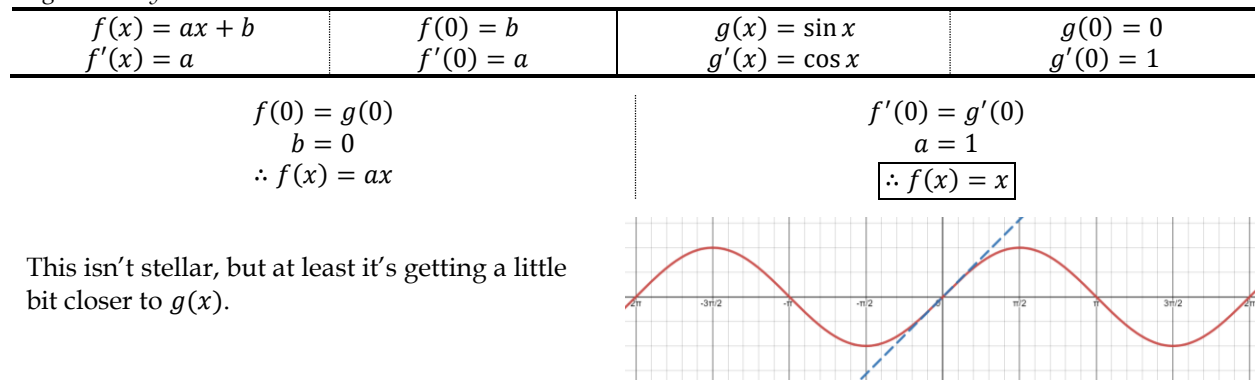 f(x) = ax + b f(0) = b g(x) = sin x g(0) = 0
f′(x) = a f′(0) = a g′(x) = cos x g′(0) = 1
f(0) = g(0) f′(0) = g′(0)
b = 0 a = 1
∴ f(x) = ax ∴ f(x) = x
This isn’t stellar, but at least it’s getting a little
bit closer to g(x).
-3π/2 -π -π/2 0 π/2 π 3π/2